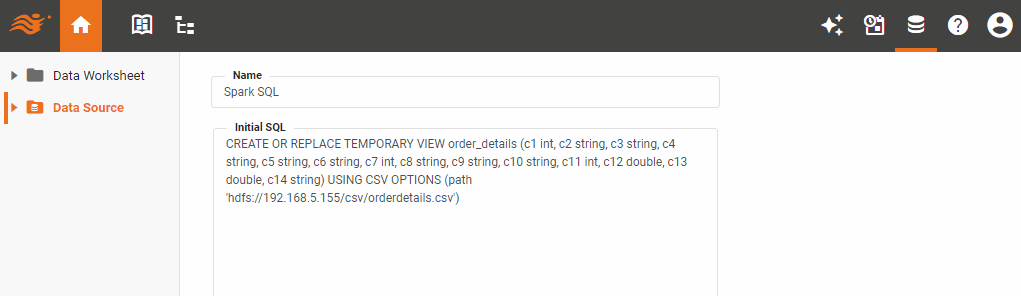 Data Worksheet
Data Source
Name
Spark SQL
Initial SQL
CREATE OR REPLACE TEMPORARY VIEW order_details (c1 int, c2 string, c3 string, c4
string, c5 string, c6 string, c7 int, c8 string, c9 string, c10 string, c11 int, c12 double, c13
double, c14 string) USING CSV OPTIONS (path
'hdfs://192.168.5.155/csv/orderdetails.csv')